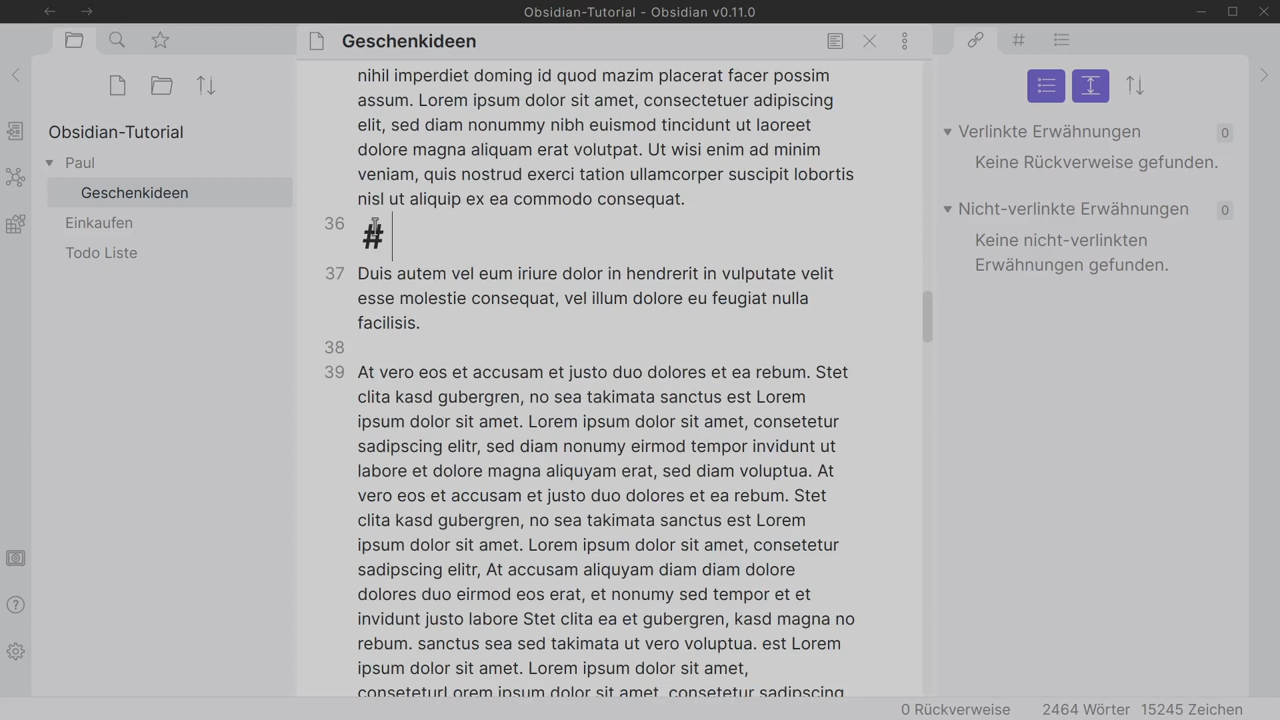 Obsidian-Tutorial - Obsidian v0.11.0
Geschenkideen
Obsidian-Tutorial
Paul
Geschenkideen
Einkaufen
Todo Liste
nihil imperdiet doming id quod mazim placerat facer possim
assum. Lorem ipsum dolor sit amet, consectetuer adipiscing
elit, sed diam nonummy nibh euismod tincidunt ut laoreet
dolore magna aliquam erat volutpat. Ut wisi enim ad minim
veniam, quis nostrud exerci tation ullamcorper suscipit lobortis
nisl ut aliquip ex ea commodo consequat.
36 #
37 Duis autem vel eum iriure dolor in hendrerit in vulputate velit
esse molestie consequat, vel illum dolore eu feugiat nulla
facilisis.
38
39 At vero eos et accusam et justo duo dolores et ea rebum. Stet
clita kasd gubergren, no sea takimata sanctus est Lorem
ipsum dolor sit amet. Lorem ipsum dolor sit amet, consetetur
sadipscing elitr, sed diam nonumy eirmod tempor invidunt ut
labore et dolore magna aliquyam erat, sed diam voluptua. At
vero eos et accusam et justo duo dolores et ea rebum. Stet
clita kasd gubergren, no sea takimata sanctus est Lorem
ipsum dolor sit amet. Lorem ipsum dolor sit amet, consetetur
sadipscing elitr, At accusam aliquyam diam diam dolore
dolores duo eirmod eos erat, et nonumy sed tempor et et
invidunt justo labore Stet clita ea et gubergren, kasd magna no
rebum. sanctus sea sed takimata ut vero voluptua. est Lorem
ipsum dolor sit amet. Lorem ipsum dolor sit amet,
conseteturLorem ipsum dolor sit amet, consetetur sadipscing
Verlinkte Erwähnungen 0
Keine Rückverweise gefunden.
Nicht-verlinkte Erwähnungen 0
Keine nicht-verlinkten
Erwähnungen gefunden.
0 Rückverweise 2464 Wörter 15245 Zeichen